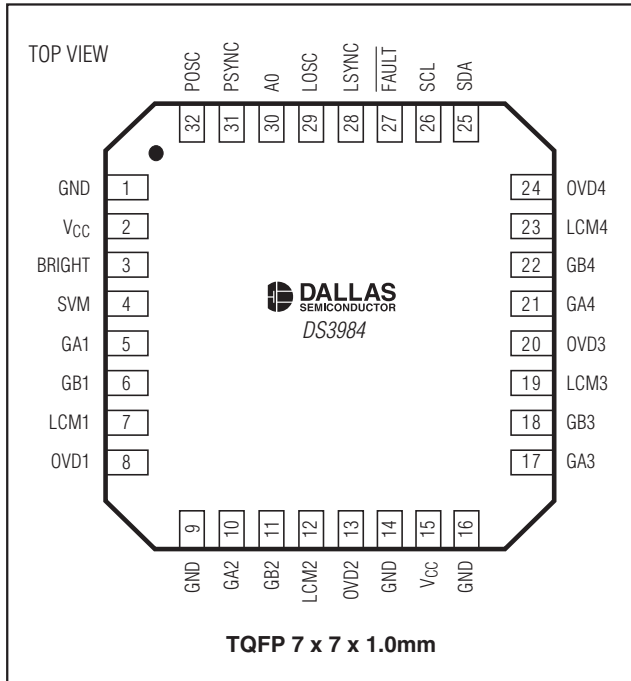 TOP VIEW
POSC
PSYNC
A0
LOSC
LSYNC
FAULT
SCL
SDA
32
31
30
29
28
27
26
25
GND 1
VCC 2
BRIGHT 3
SVM 4
GA1 5
GB1 6
LCM1 7
OVD1 8
DALLAS
SEMICONDUCTOR
DS3984
24 OVD4
23 LCM4
22 GB4
21 GA4
20 OVD3
19 LCM3
18 GB3
17 GA3
9
10
11
12
13
14
15
16
GND
GA2
GB2
LCM2
OVD2
GND
VCC
GND
TQFP 7 x 7 x 1.0mm